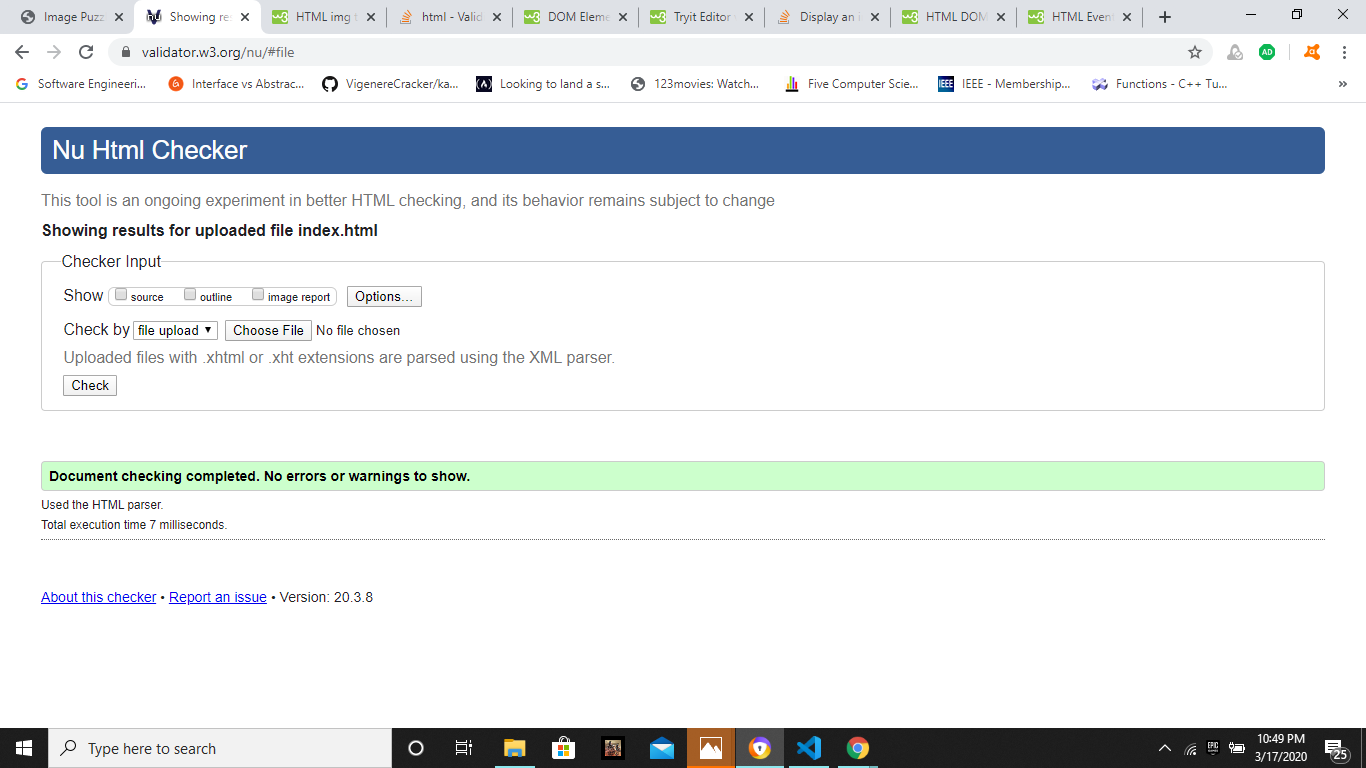 Image Puzz
Showing re
HTML img t
html - Valid
DOM Eleme
Tryit Editor
Display an i
HTML DOM
HTML Event
validator.w3.org/nu/#file
AD
Software Engineeri...
Interface vs Abstrac...
VigenereCracker/ka...
Looking to land a s...
123movies: Watch...
Five Computer Scie...
IEEE
IEEE - Membership...
Functions - C++ Tu...
»
Nu Html Checker
This tool is an ongoing experiment in better HTML checking, and its behavior remains subject to change
Showing results for uploaded file index.html
Checker Input
Show source outline image report Options...
Check by file upload Choose File No file chosen
Uploaded files with .xhtml or .xht extensions are parsed using the XML parser.
Check
Document checking completed. No errors or warnings to show.
Used the HTML parser.
Total execution time 7 milliseconds.
About this checker • Report an issue • Version: 20.3.8
Type here to search
EPIC
10:49 PM
3/17/2020
25